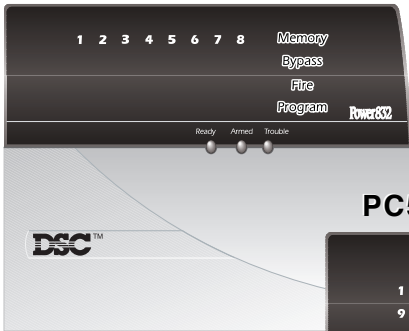 1 2 3 4 5 6 7 8 Memory
Bypass
Fire
Program Power832
Ready Armed Trouble
PC5
DSC™
1
9